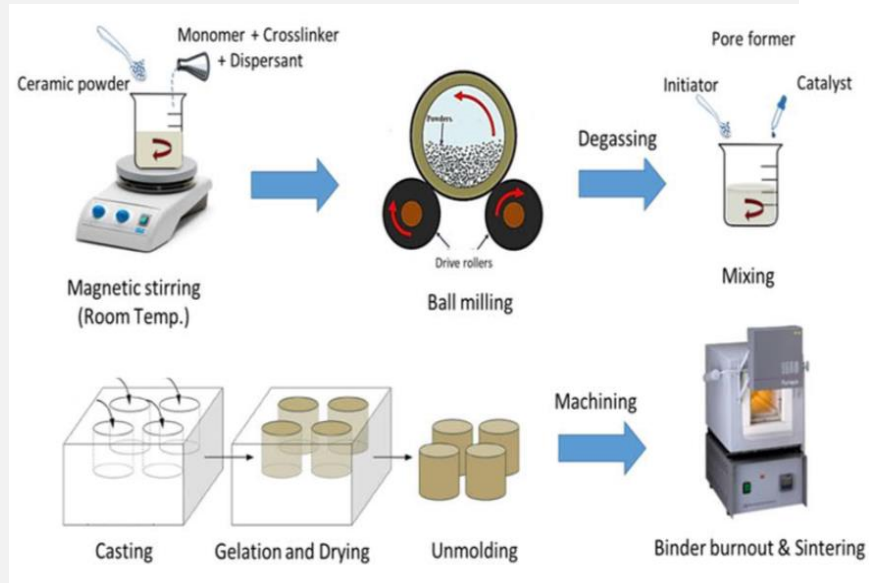 Monomer + Crosslinker
+ Dispersant
Ceramic powder
Magnetic stirring
(Room Temp.)
Powders
Drive rollers
Ball milling
Degassing
Pore former
Initiator
Catalyst
Mixing
Casting
Gelation and Drying
Unmolding
Machining
Binder burnout & Sintering